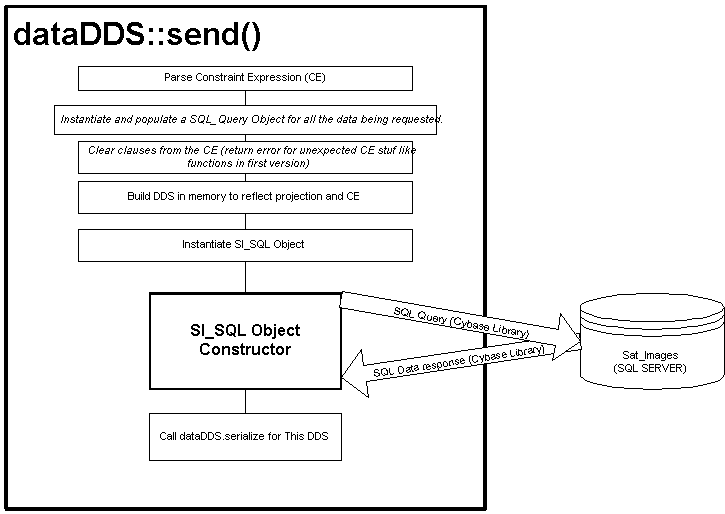 dataDDS::send()
Parse Constraint Expression (CE)
Instantiate and populate a SQL_Query Object for all the data being requested.
Clear clauses from the CE (return error for unexpected CE stuf like
functions in first version)
Build DDS in memory to reflect projection and CE
Instantiate SI_SQL Object
SI_SQL Object
Constructor
SQL Query (Cybase Library)
SQL Data response (Cybase Library)
Sat_Images
(SQL SERVER)
Call dataDDS.serialize for This DDS